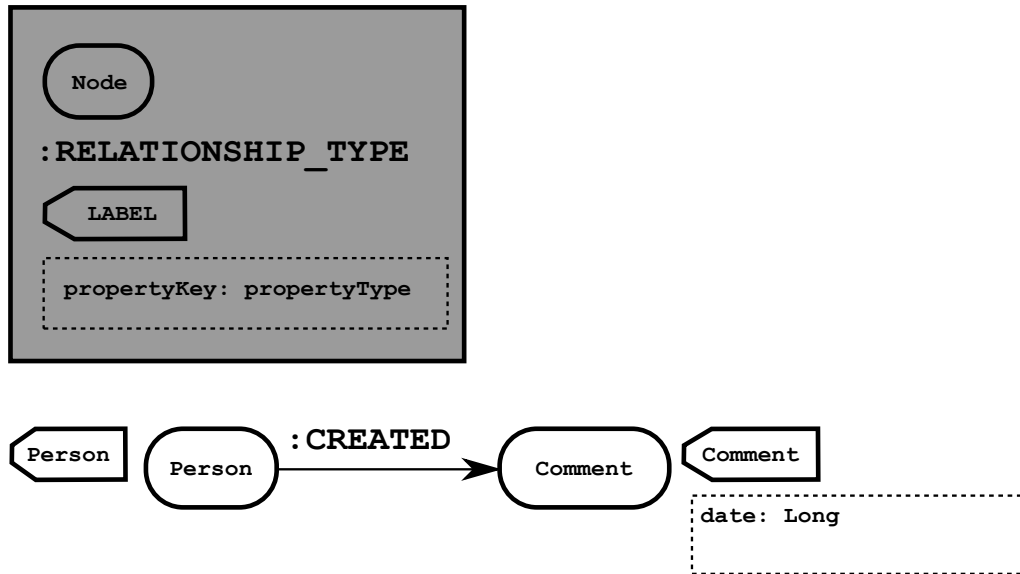 Node
:RELATIONSHIP_TYPE
LABEL
propertyKey: propertyType
:CREATED
Person
Person
Comment
Comment
date: Long